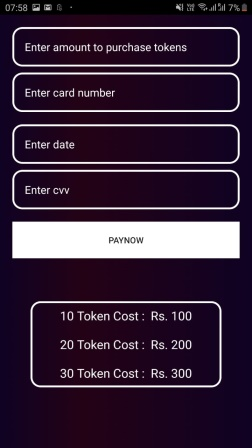 07:58
7%
Enter amount to purchase tokens
Enter card number
Enter date
Enter cvv
PAYNOW
10 Token Cost : Rs. 100
20 Token Cost : Rs. 200
30 Token Cost : Rs. 300